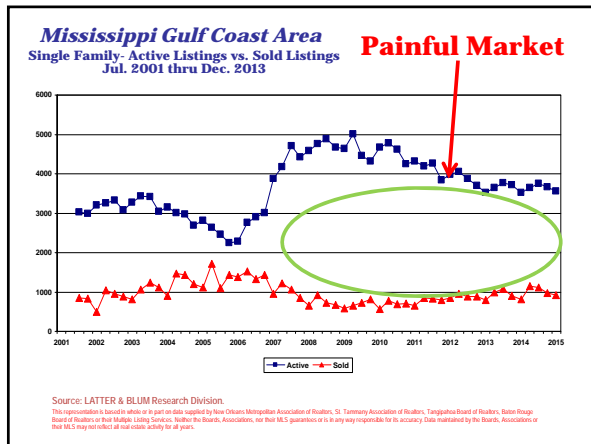 Mississippi Gulf Coast Area
Single Family- Active Listings vs. Sold Listings
Jul. 2001 thru Dec. 2013
Painful Market
6000
5000
4000
3000
2000
1000
0
2001 2002 2003 2004 2005 2006 2007 2008 2009 2010 2011 2012 2013 2014 2015
Active Sold
Source: LATTER & BLUM Research Division.
This representation is based in whole or in part on data supplied by New Orleans Metropolitan Association of Realtors, St. Tammany Association of Realtors, Tangipahoa Board of Realtors, Baton Rouge
Board of Realtors or their Multiple Listing Services. Neither the Boards, Associations, nor their MLS guarantees or is in any way responsible for its accuracy. Data maintained by the Boards, Associations or
their MLS may not reflect all real estate activity for all years.